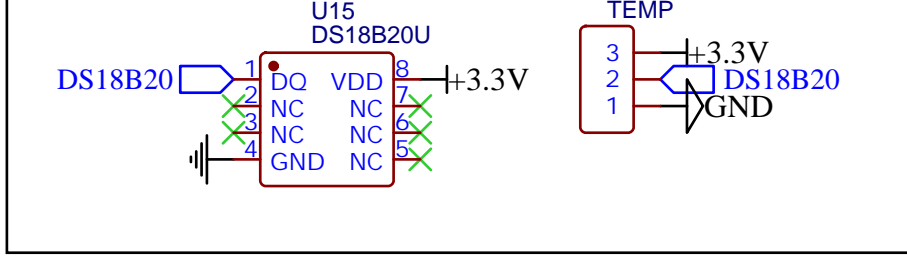 U15
DS18B20U
DS18B20
1 DQ VDD 8 +3.3V
2 NC NC 7
3 NC NC 6
4 GND NC 5
TEMP
3 +3.3V
2 DS18B20
1 GND